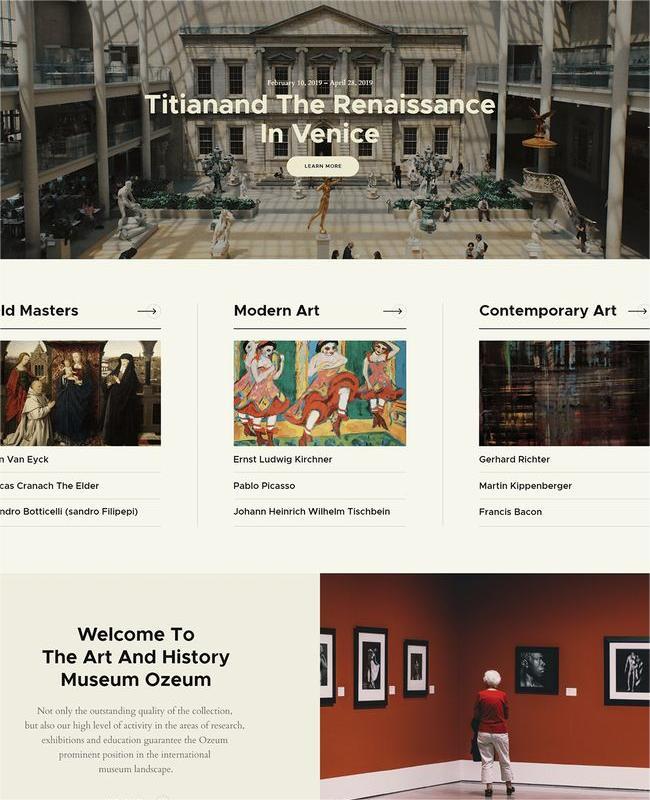 February 10, 2019 – April 28, 2019
Titianand The Renaissance
In Venice
LEARN MORE
ld Masters
n Van Eyck
cas Cranach The Elder
ndro Botticelli (sandro Filipepi)
Modern Art
Ernst Ludwig Kirchner
Pablo Picasso
Johann Heinrich Wilhelm Tischbein
Contemporary Art
Gerhard Richter
Martin Kippenberger
Francis Bacon
Welcome To
The Art And History
Museum Ozeum
Not only the outstanding quality of the collection,
but also our high level of activity in the areas of research,
exhibitions and education guarantee the Ozeum
prominent position in the international
museum landscape.